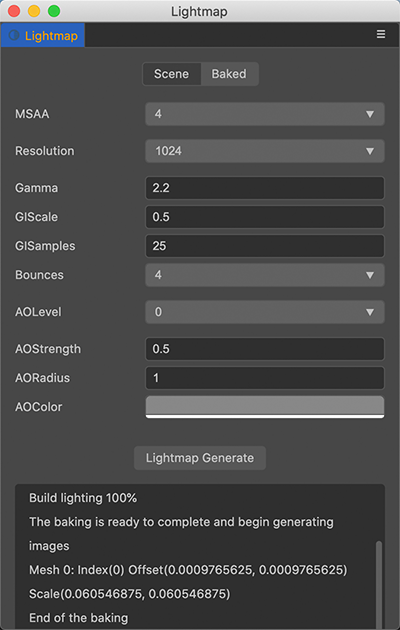 Lightmap
Lightmap
Scene Baked
MSAA 4
Resolution 1024
Gamma 2.2
GIScale 0.5
GISamples 25
Bounces 4
AOLevel 0
AOStrength 0.5
AORadius 1
AOColor
Lightmap Generate
Build lighting 100%
The baking is ready to complete and begin generating
images
Mesh 0: Index(0) Offset(0.0009765625, 0.0009765625)
Scale(0.060546875, 0.060546875)
End of the baking